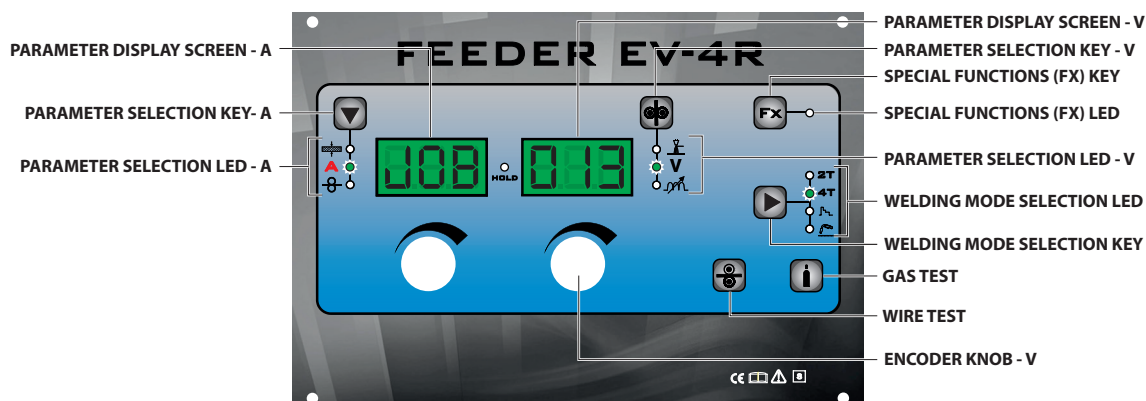 PARAMETER DISPLAY SCREEN - A
PARAMETER SELECTION KEY- A
PARAMETER SELECTION LED - A
FEEDER EV-4R
A
JOB
HOLD
013
V
Fx
2T
4T
CE
8
PARAMETER DISPLAY SCREEN - V
PARAMETER SELECTION KEY - V
SPECIAL FUNCTIONS (FX) KEY
SPECIAL FUNCTIONS (FX) LED
PARAMETER SELECTION LED - V
WELDING MODE SELECTION LED
WELDING MODE SELECTION KEY
GAS TEST
WIRE TEST
ENCODER KNOB - V